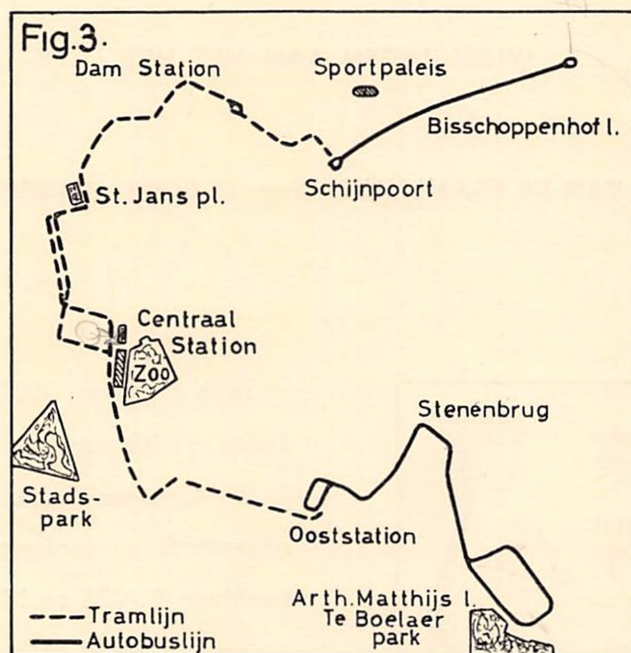 Fig.3.
Dam Station
Sportpaleis
Bisschoppenhof l.
Schijnpoort
St. Jans pl.
Centraal
Station
Zoo
Stenenbrug
Stads-
park
Ooststation
Arth. Matthijs l.
Te Boelaer
park
Tramlijn
Autobuslijn